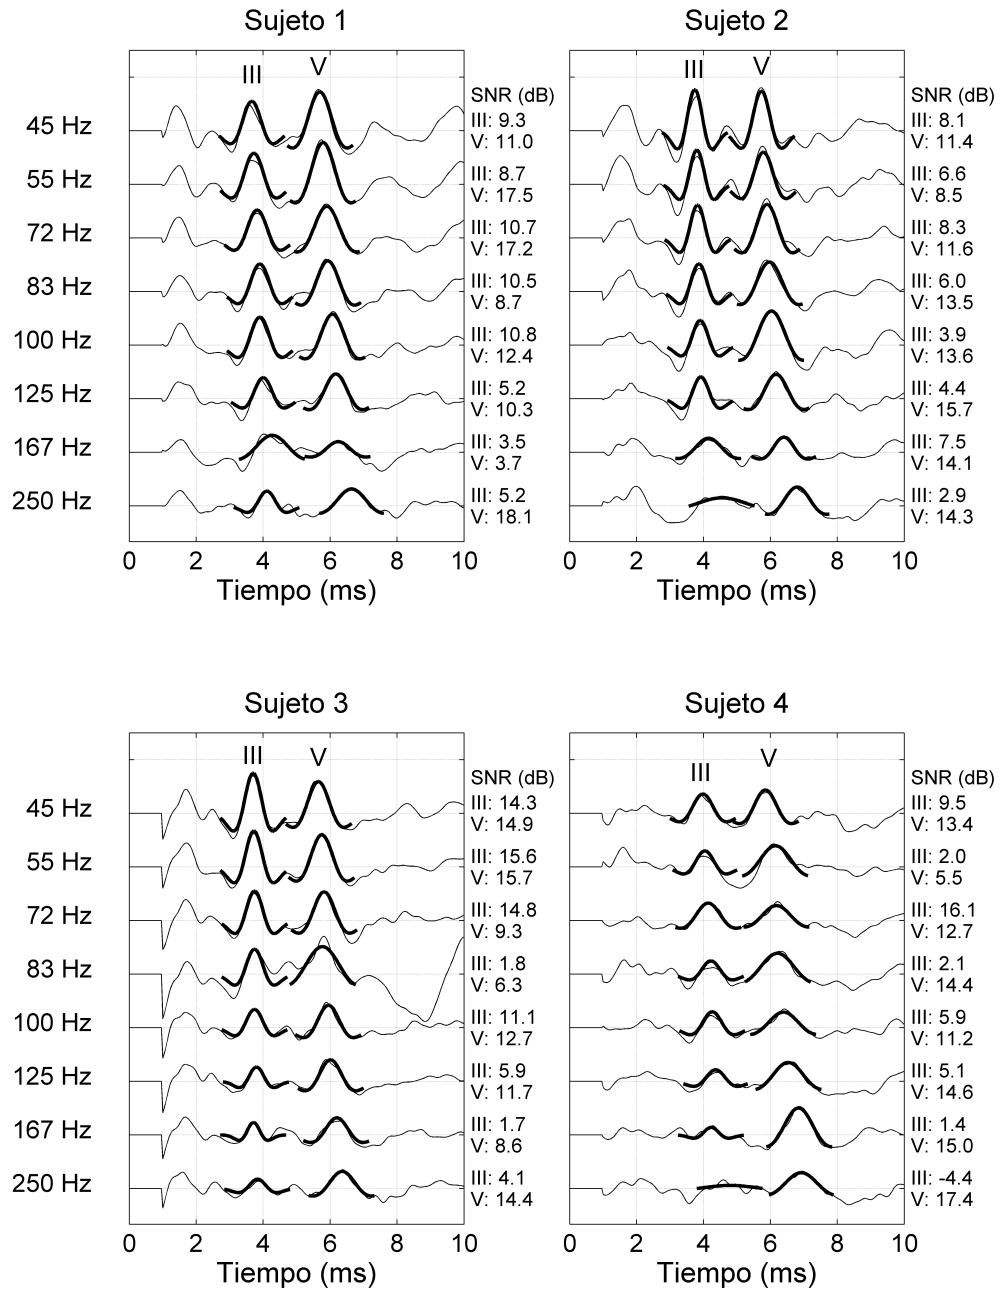 Sujeto 1
III V
SNR (dB)
45 Hz
III: 9.3
V: 11.0
55 Hz
III: 8.7
V: 17.5
72 Hz
III: 10.7
V: 17.2
83 Hz
III: 10.5
V: 8.7
100 Hz
III: 10.8
V: 12.4
125 Hz
III: 5.2
V: 10.3
167 Hz
III: 3.5
V: 3.7
250 Hz
III: 5.2
V: 18.1
0 2 4 6 8 10
Tiempo (ms)
Sujeto 2
III V
SNR (dB)
III: 8.1
V: 11.4
III: 6.6
V: 8.5
III: 8.3
V: 11.6
III: 6.0
V: 13.5
III: 3.9
V: 13.6
III: 4.4
V: 15.7
III: 7.5
V: 14.1
III: 2.9
V: 14.3
0 2 4 6 8 10
Tiempo (ms)
Sujeto 3
III V
SNR (dB)
45 Hz
III: 14.3
V: 14.9
55 Hz
III: 15.6
V: 15.7
72 Hz
III: 14.8
V: 9.3
83 Hz
III: 1.8
V: 6.3
100 Hz
III: 11.1
V: 12.7
125 Hz
III: 5.9
V: 11.7
167 Hz
III: 1.7
V: 8.6
250 Hz
III: 4.1
V: 14.4
0 2 4 6 8 10
Tiempo (ms)
Sujeto 4
III V
SNR (dB)
III: 9.5
V: 13.4
III: 2.0
V: 5.5
III: 16.1
V: 12.7
III: 2.1
V: 14.4
III: 5.9
V: 11.2
III: 5.1
V: 14.6
III: 1.4
V: 15.0
III: -4.4
V: 17.4
0 2 4 6 8 10
Tiempo (ms)